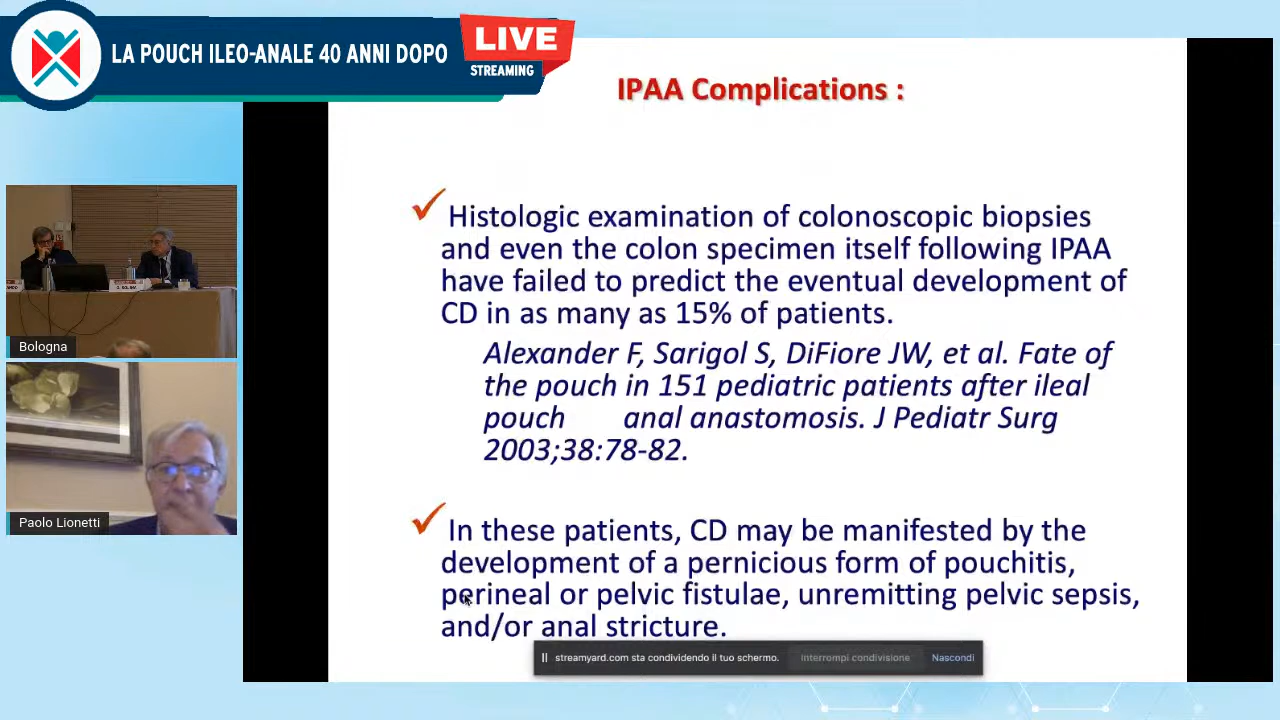 LA POUCH ILEO-ANALE 40 ANNI DOPO
LIVE
STREAMING
IPAA Complications :
Histologic examination of colonoscopic biopsies
and even the colon specimen itself following IPAA
have failed to predict the eventual development of
CD in as many as 15% of patients.
Alexander F, Sarigol S, DiFiore JW, et al. Fate of
the pouch in 151 pediatric patients after ileal
pouch anal anastomosis. J Pediatr Surg
2003;38:78-82.
In these patients, CD may be manifested by the
development of a pernicious form of pouchitis,
perineal or pelvic fistulae, unremitting pelvic sepsis,
and/or anal stricture.
streamyard.com sta condividendo il tuo schermo.
Interrompi condivisione
Nascondi
Bologna
Paolo Lionetti